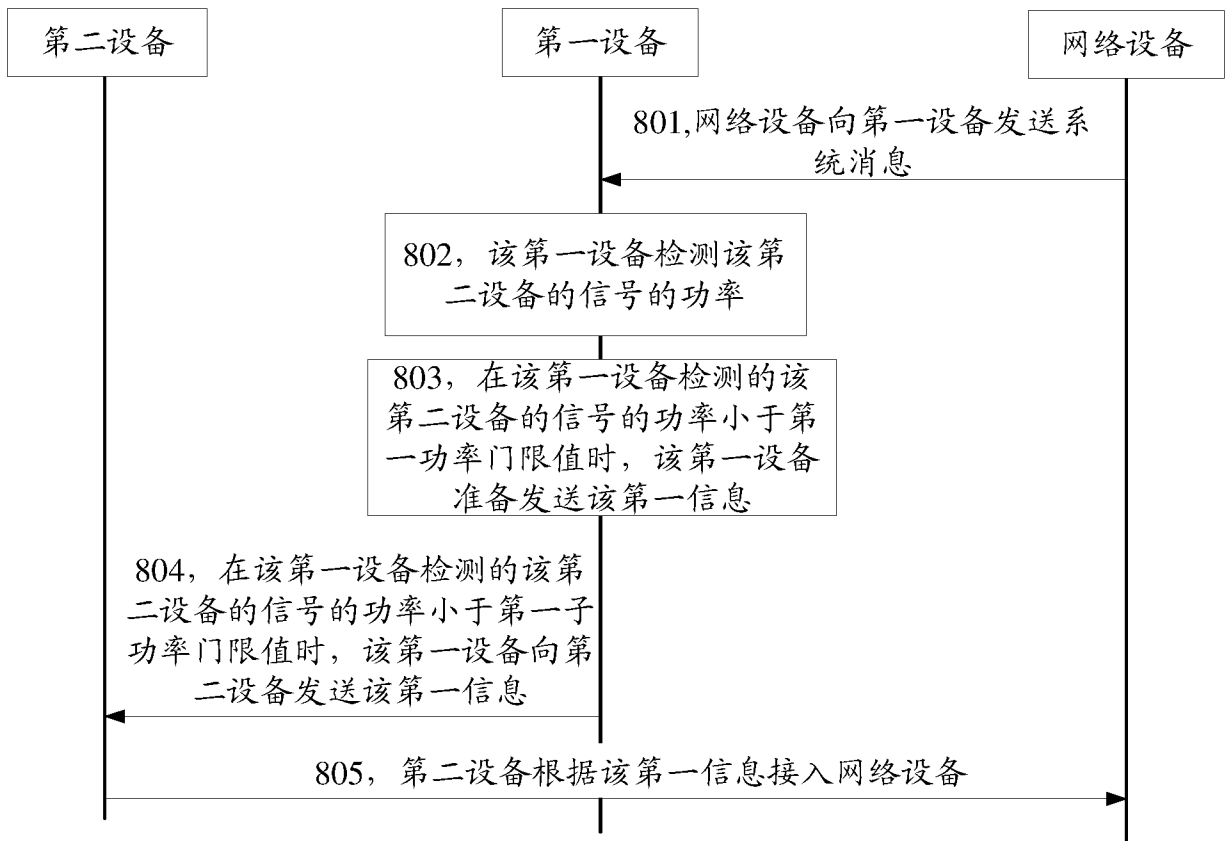 第二设备
第一设备
网络设备
801,网络设备向第一设备发送系
统消息
802，该第一设备检测该第
二设备的信号的功率
803，在该第一设备检测的该
第二设备的信号的功率小于第
一功率门限值时，该第一设备
准备发送该第一信息
804，在该第一设备检测的该第
二设备的信号的功率小于第一子
功率门限值时，该第一设备向第
二设备发送该第一信息
805，第二设备根据该第一信息接入网络设备